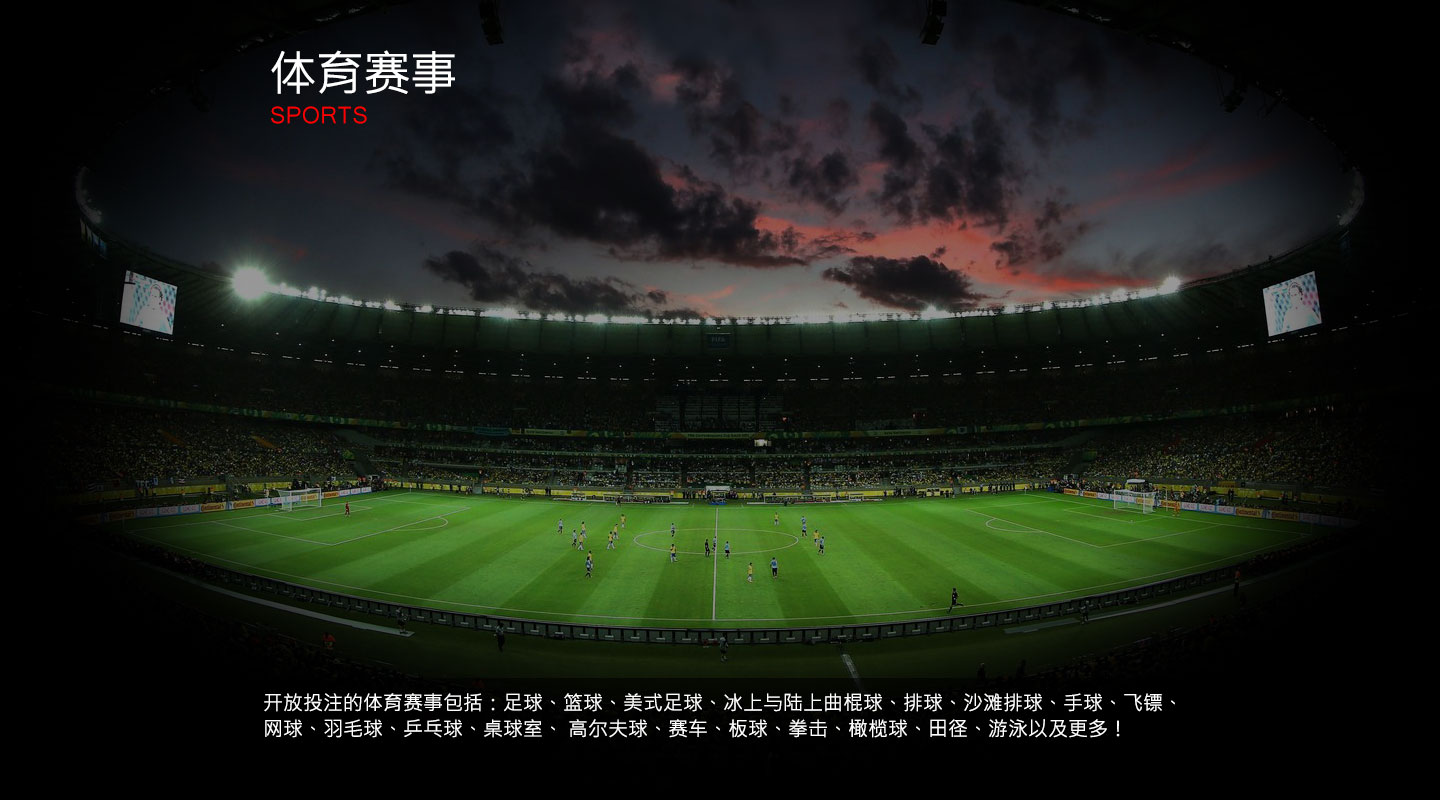 体育赛事
SPORTS
开放投注的体育赛事包括：足球、篮球、美式足球、冰上与陆上曲棍球、排球、沙滩排球、手球、飞镖、
网球、羽毛球、乒乓球、桌球室、 高尔夫球、赛车、板球、拳击、橄榄球、田径、游泳以及更多！